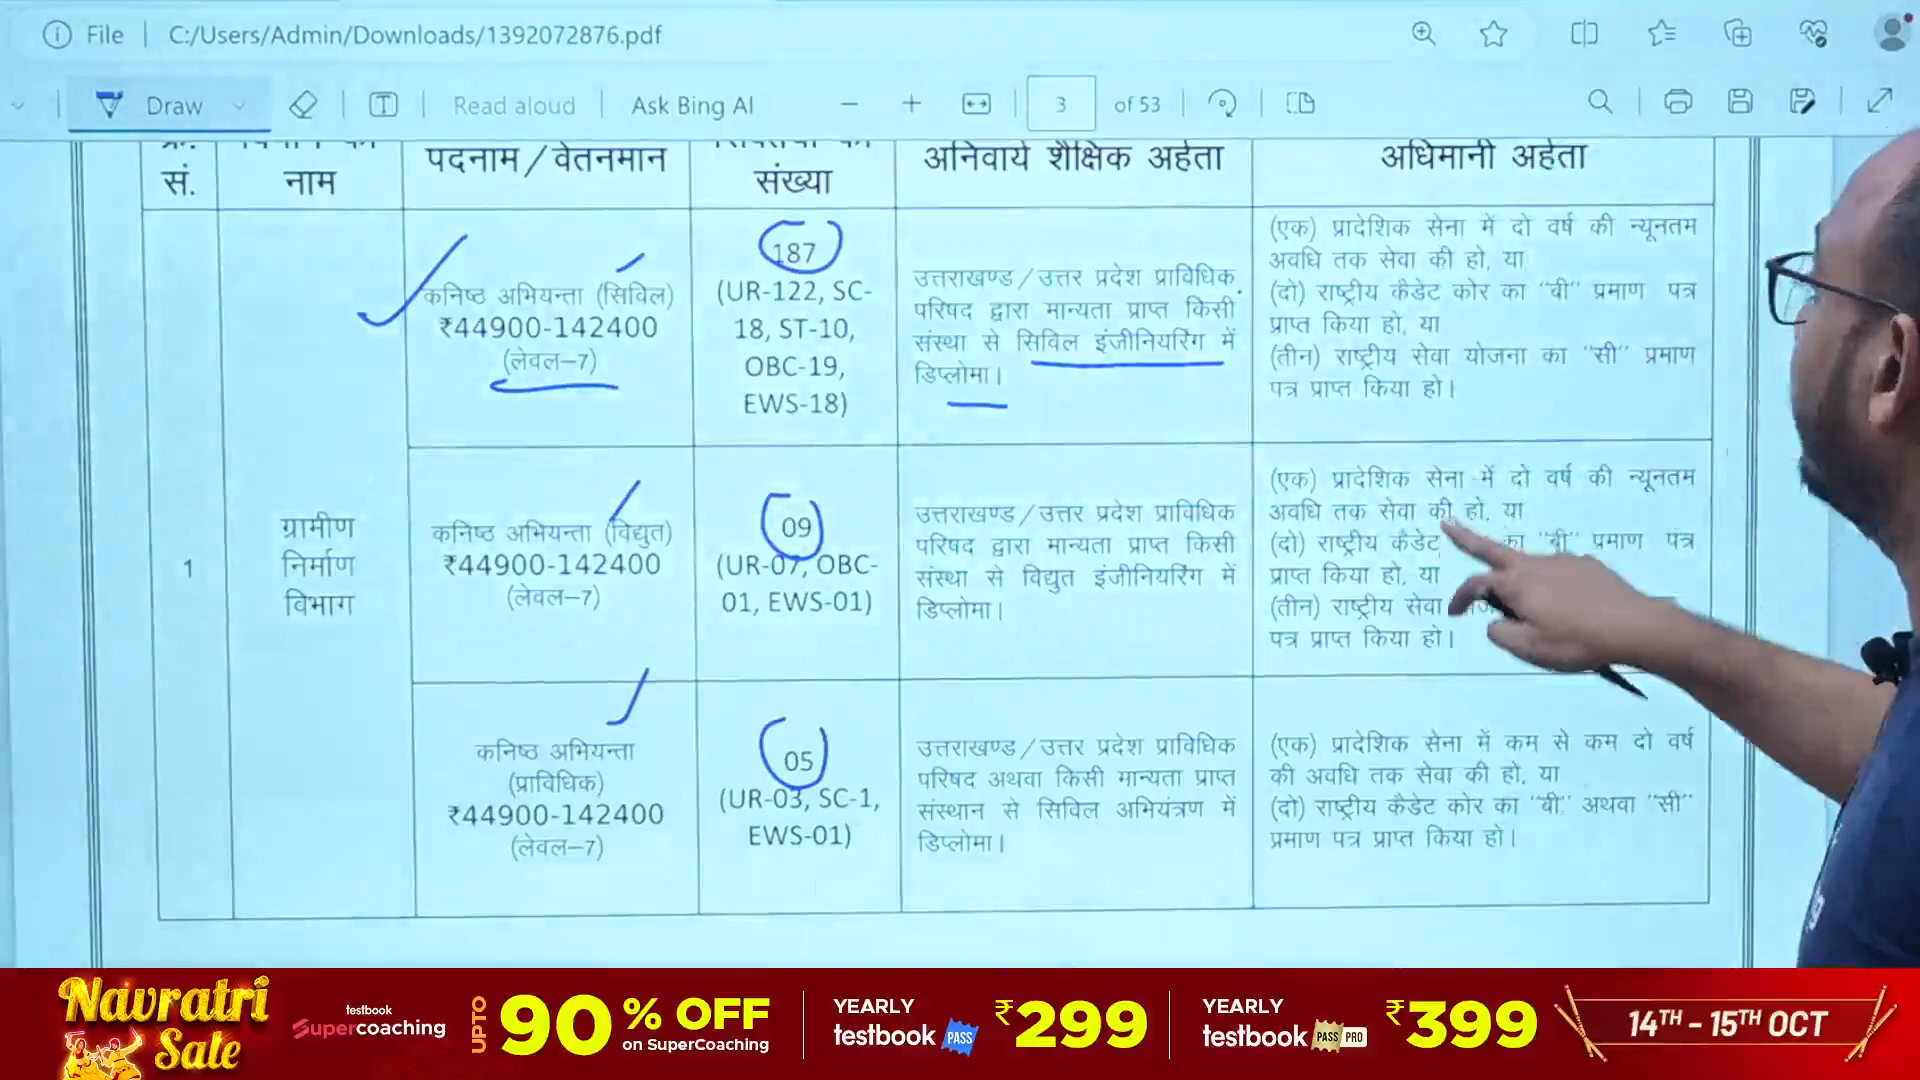 File
C:/Users/Admin/Downloads/1392072876.pdf
Draw
Read aloud
Ask Bing AI
3
of 53
सं.
नाम
पदनाम/वेतनमान
संख्या
अनिवार्य शैक्षिक अर्हता
अधिमानी अर्हता
1
ग्रामीण
निर्माण
विभाग
कनिष्ठ अभियन्ता (सिविल)
₹44900-142400
(लेवल–7)
187
(UR-122, SC-
18, ST-10,
OBC-19,
EWS-18)
उत्तराखण्ड/उत्तर प्रदेश प्राविधिक
परिषद द्वारा मान्यता प्राप्त किसी
संस्था से सिविल इंजीनियरिंग में
डिप्लोमा।
(एक) प्रादेशिक सेना में दो वर्ष की न्यूनतम
अवधि तक सेवा की हो, या
(दो) राष्ट्रीय कैडेट कोर का "बी" प्रमाण पत्र
प्राप्त किया हो, या
(तीन) राष्ट्रीय सेवा योजना का "सी" प्रमाण
पत्र प्राप्त किया हो।
कनिष्ठ अभियन्ता (विद्युत)
₹44900-142400
(लेवल–7)
09
(UR-07, OBC-
01, EWS-01)
उत्तराखण्ड/उत्तर प्रदेश प्राविधिक
परिषद द्वारा मान्यता प्राप्त किसी
संस्था से विद्युत इंजीनियरिंग में
डिप्लोमा।
(एक) प्रादेशिक सेना में दो वर्ष की न्यूनतम
अवधि तक सेवा की हो, या
(दो) राष्ट्रीय कैडेट का "बी" प्रमाण पत्र
प्राप्त किया हो, या
(तीन) राष्ट्रीय सेवा
पत्र प्राप्त किया हो।
कनिष्ठ अभियन्ता
(प्राविधिक)
₹44900-142400
(लेवल–7)
05
(UR-03, SC-1,
EWS-01)
उत्तराखण्ड/उत्तर प्रदेश प्राविधिक
परिषद अथवा किसी मान्यता प्राप्त
संस्थान से सिविल अभियंत्रण में
डिप्लोमा।
(एक) प्रादेशिक सेना में कम से कम दो वर्ष
की अवधि तक सेवा की हो, या
(दो) राष्ट्रीय कैडेट कोर का "बी" अथवा "सी"
प्रमाण पत्र प्राप्त किया हो।
Navratri
Sale
testbook
Supercoaching
UPTO
90% OFF
on SuperCoaching
YEARLY
testbook PASS
₹299
YEARLY
testbook PASS PRO
₹399
14TH - 15TH OCT